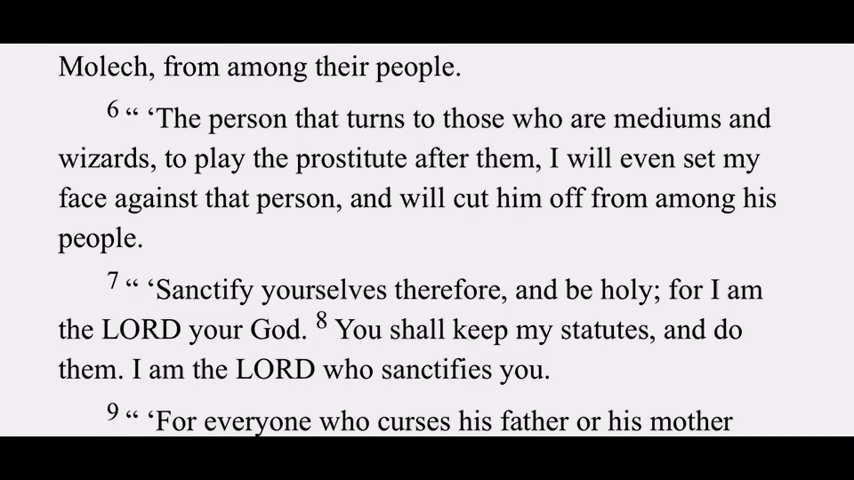 Molech, from among their people.
6 “ ‘The person that turns to those who are mediums and
wizards, to play the prostitute after them, I will even set my
face against that person, and will cut him off from among his
people.
7 “ ‘Sanctify yourselves therefore, and be holy; for I am
the LORD your God. 8 You shall keep my statutes, and do
them. I am the LORD who sanctifies you.
9 “ ‘For everyone who curses his father or his mother